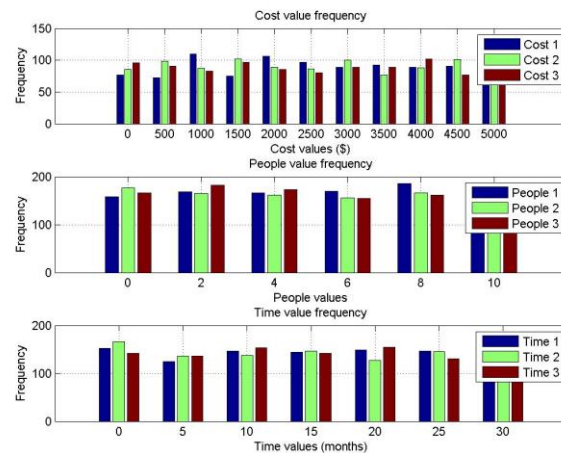 Cost value frequency
150
100
50
0
Frequency
Cost 1
Cost 2
Cost 3
0 500 1000 1500 2000 2500 3000 3500 4000 4500 5000
Cost values ($)
People value frequency
200
100
0
Frequency
People 1
People 2
People 3
0 2 4 6 8 10
People values
Time value frequency
200
100
0
Frequency
Time 1
Time 2
Time 3
0 5 10 15 20 25 30
Time values (months)